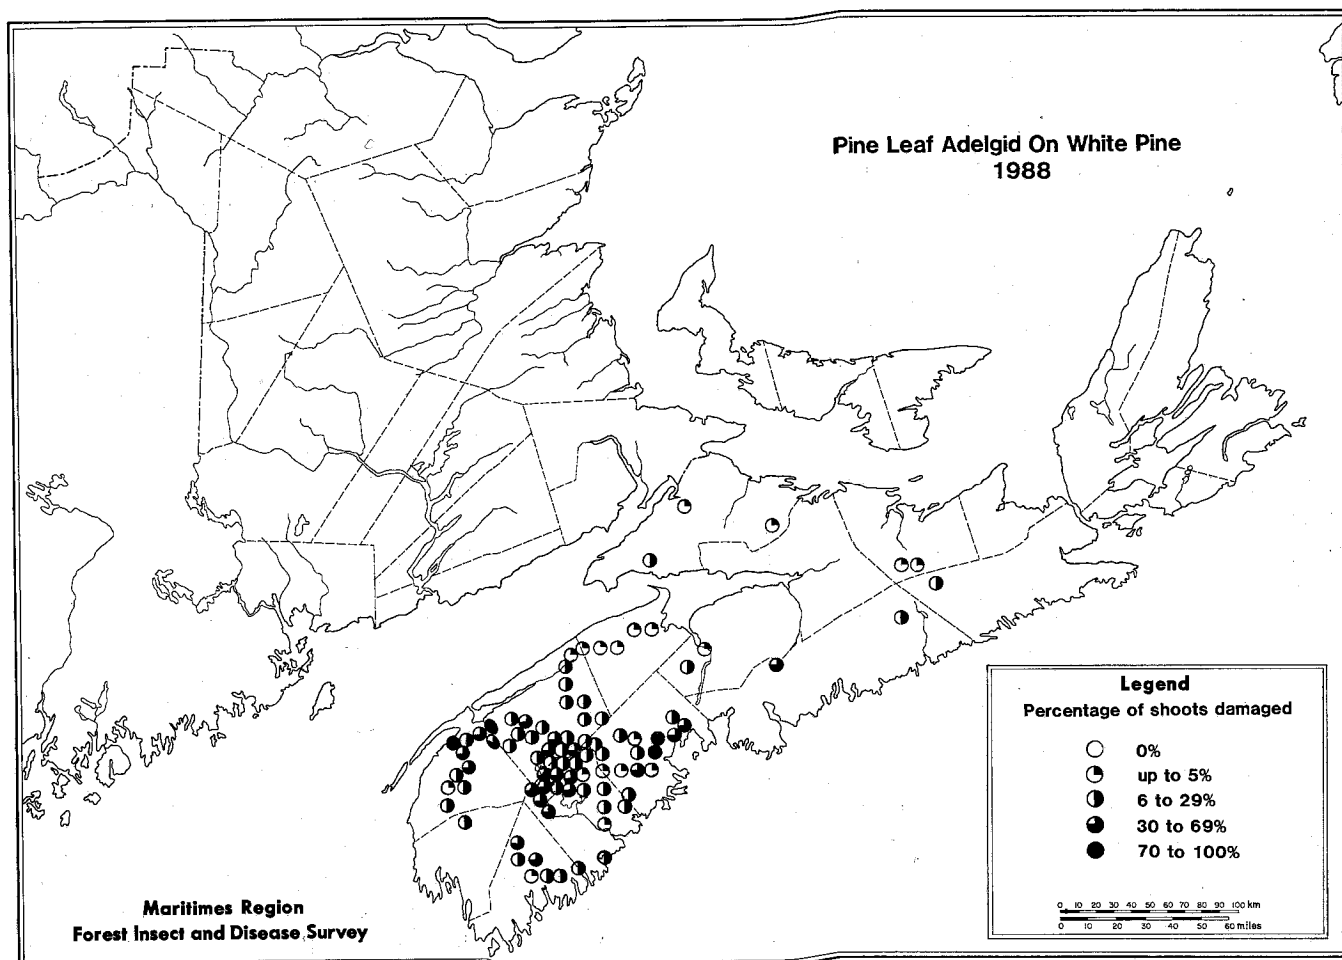 Pine Leaf Adelgid On White Pine
1988
Legend
Percentage of shoots damaged
0%
up to 5%
6 to 29%
30 to 69%
70 to 100%
0 10 20 30 40 50 60 70 80 90 100 km
0 10 20 30 40 50 60 miles
Maritimes Region
Forest Insect and Disease Survey